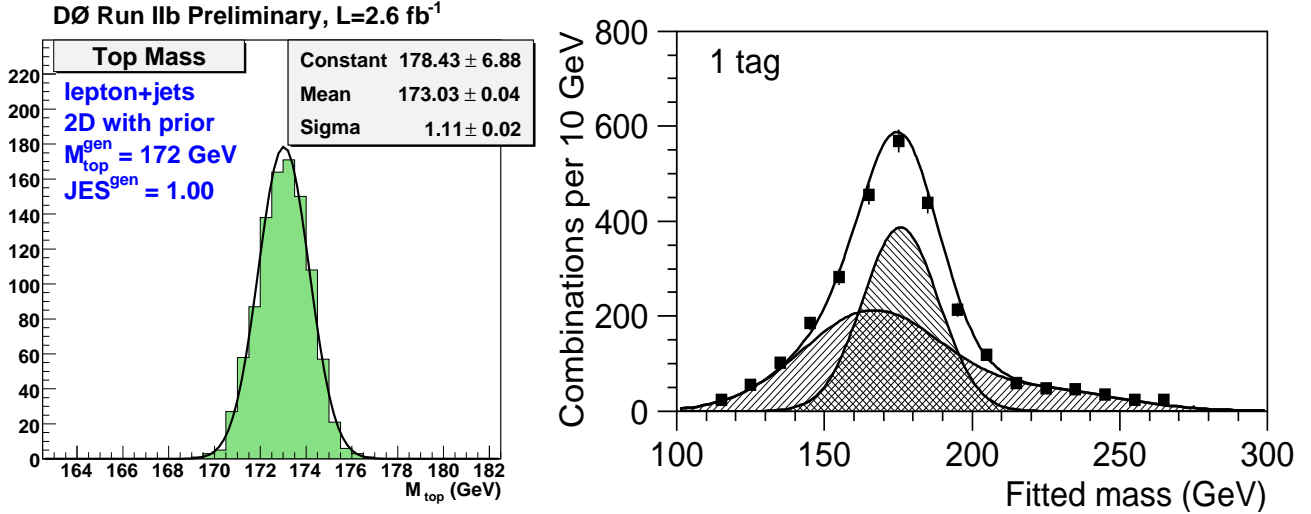 DØ Run IIb Preliminary, L=2.6 fb-1
Top Mass
lepton+jets
2D with prior
Mtopgen = 172 GeV
JESgen = 1.00
Constant 178.43 ± 6.88
Mean 173.03 ± 0.04
Sigma 1.11 ± 0.02
220
200
180
160
140
120
100
80
60
40
20
0
164 166 168 170 172 174 176 178 180 182
Mtop (GeV)
1 tag
Combinations per 10 GeV
800
600
400
200
0
100 150 200 250 300
Fitted mass (GeV)